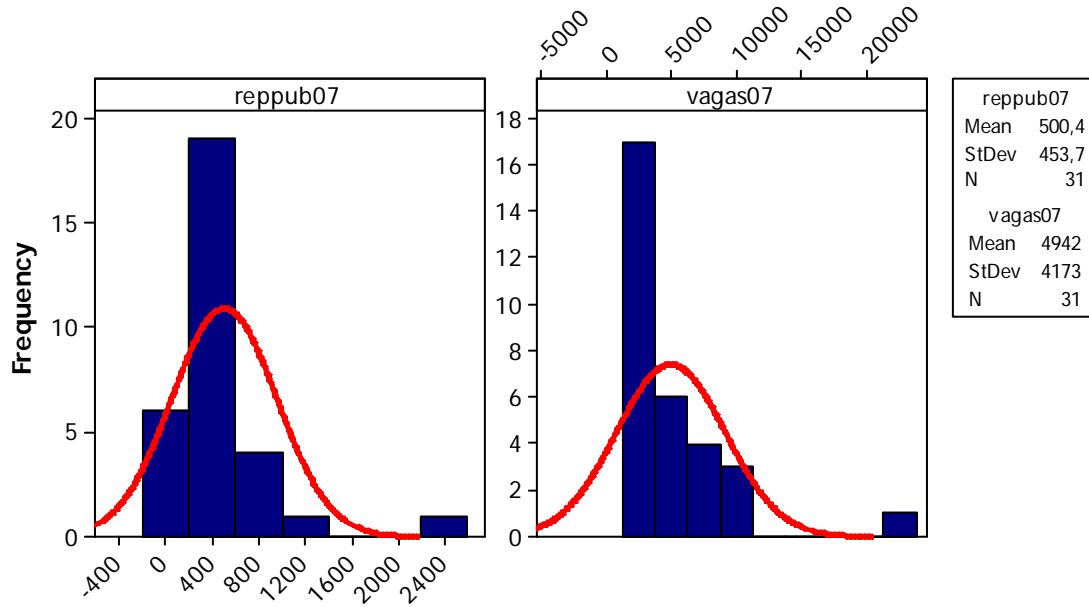 -5000 0 5000 10000 15000 20000
reppub07
vagas07
Frequency
20
15
10
5
0
18
16
14
12
10
8
6
4
2
0
-400 0 400 800 1200 1600 2000 2400
reppub07
Mean 500,4
StDev 453,7
N 31
vagas07
Mean 4942
StDev 4173
N 31